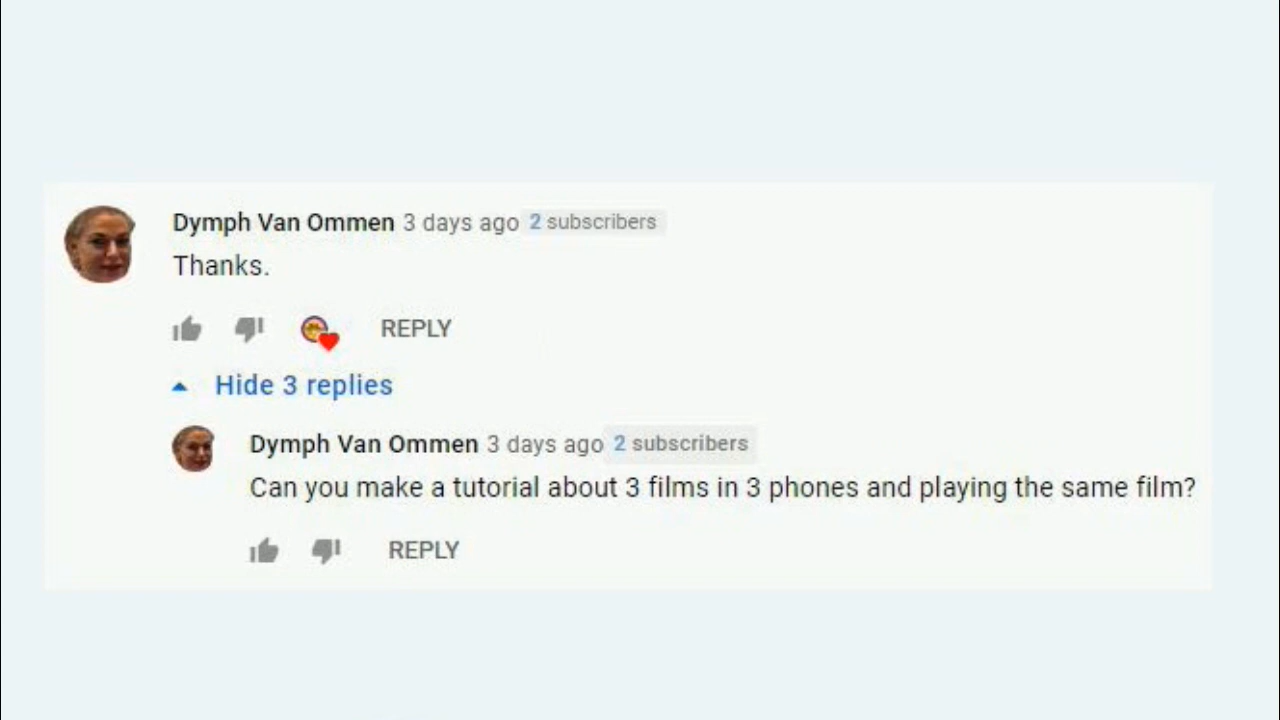 Dymph Van Ommen 3 days ago 2 subscribers
Thanks.
REPLY
Hide 3 replies
Dymph Van Ommen 3 days ago 2 subscribers
Can you make a tutorial about 3 films in 3 phones and playing the same film?
REPLY